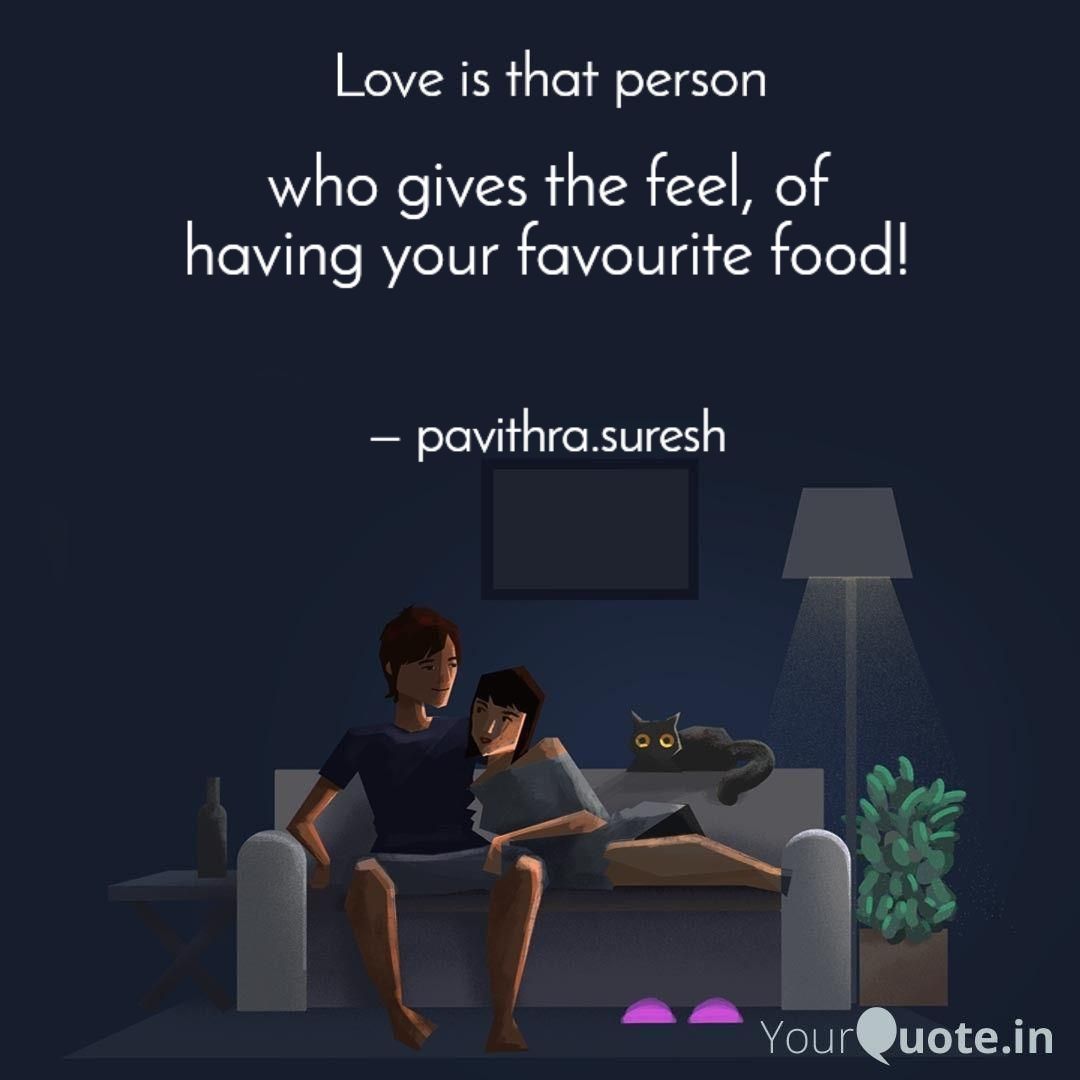 Love is that person
who gives the feel, of
having your favourite food!
– pavithra.suresh
YourQuote.in